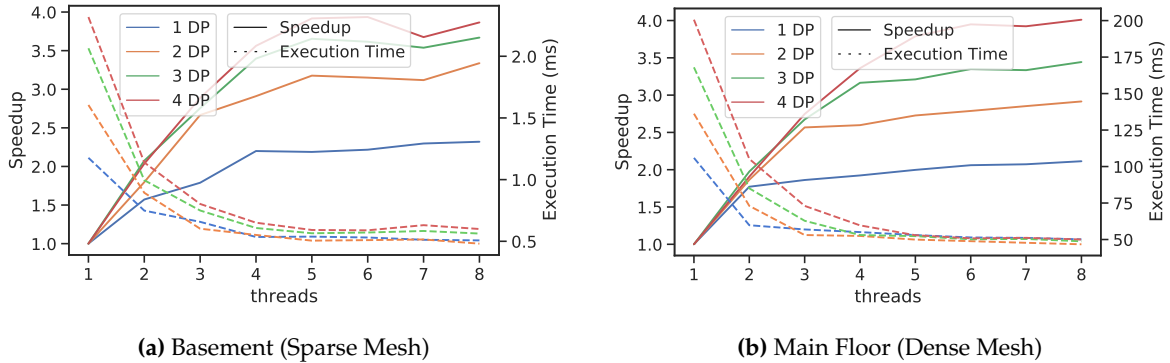 4.0
3.5
3.0
2.5
2.0
1.5
1.0
Speedup
1 DP
2 DP
3 DP
4 DP
Speedup
Execution Time
2.0
1.5
1.0
0.5
Execution Time (ms)
1 2 3 4 5 6 7 8
threads
(a) Basement (Sparse Mesh)
4.0
3.5
3.0
2.5
2.0
1.5
1.0
Speedup
1 DP
2 DP
3 DP
4 DP
Speedup
Execution Time
200
175
150
125
100
75
50
Execution Time (ms)
1 2 3 4 5 6 7 8
threads
(b) Main Floor (Dense Mesh)